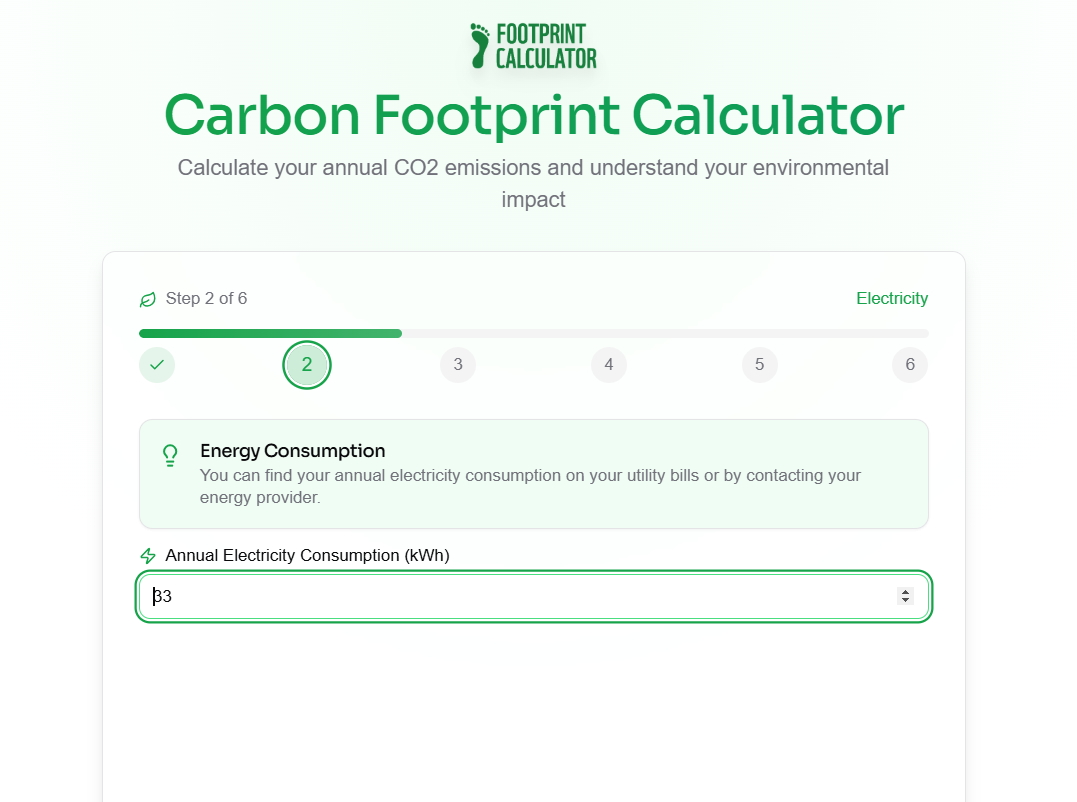 FOOTPRINT
CALCULATOR
Carbon Footprint Calculator
Calculate your annual CO2 emissions and understand your environmental
impact
Step 2 of 6
Electricity
2
3
4
5
6
Energy Consumption
You can find your annual electricity consumption on your utility bills or by contacting your
energy provider.
Annual Electricity Consumption (kWh)
33